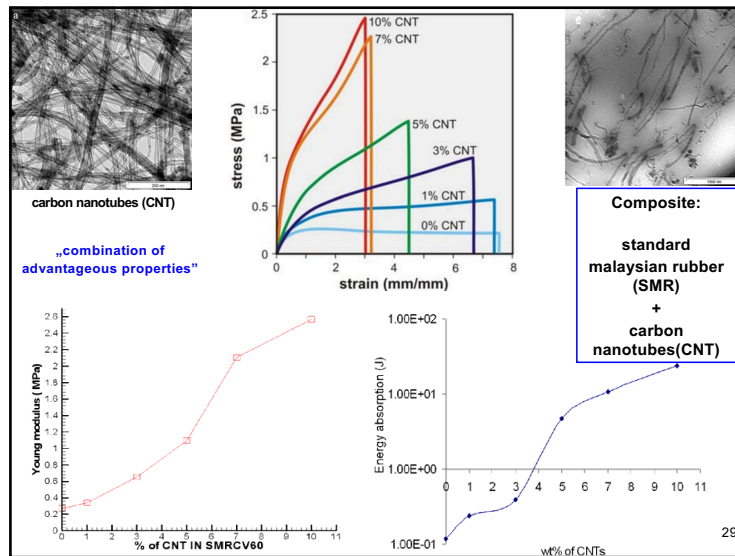 a
200 nm
carbon nanotubes (CNT)
„combination of
advantageous properties”
2.5
2
1.5
1
0.5
0
stress (MPa)
10% CNT
7% CNT
5% CNT
3% CNT
1% CNT
0% CNT
0 2 4 6 8
strain (mm/mm)
e
1000 nm
Composite:
standard
malaysian rubber
(SMR)
+
carbon
nanotubes(CNT)
2.6
2.4
2.2
2
1.8
1.6
1.4
1.2
1
0.8
0.6
0.4
0.2
0
Young modulus ( MPa)
0 1 2 3 4 5 6 7 8 9 10 11
% of CNT IN SMRCV60
1.00E+02
1.00E+01
1.00E+00
1.00E-01
Energy absorption (J)
0 1 2 3 4 5 6 7 8 9 10 11
wt% of CNTs
29